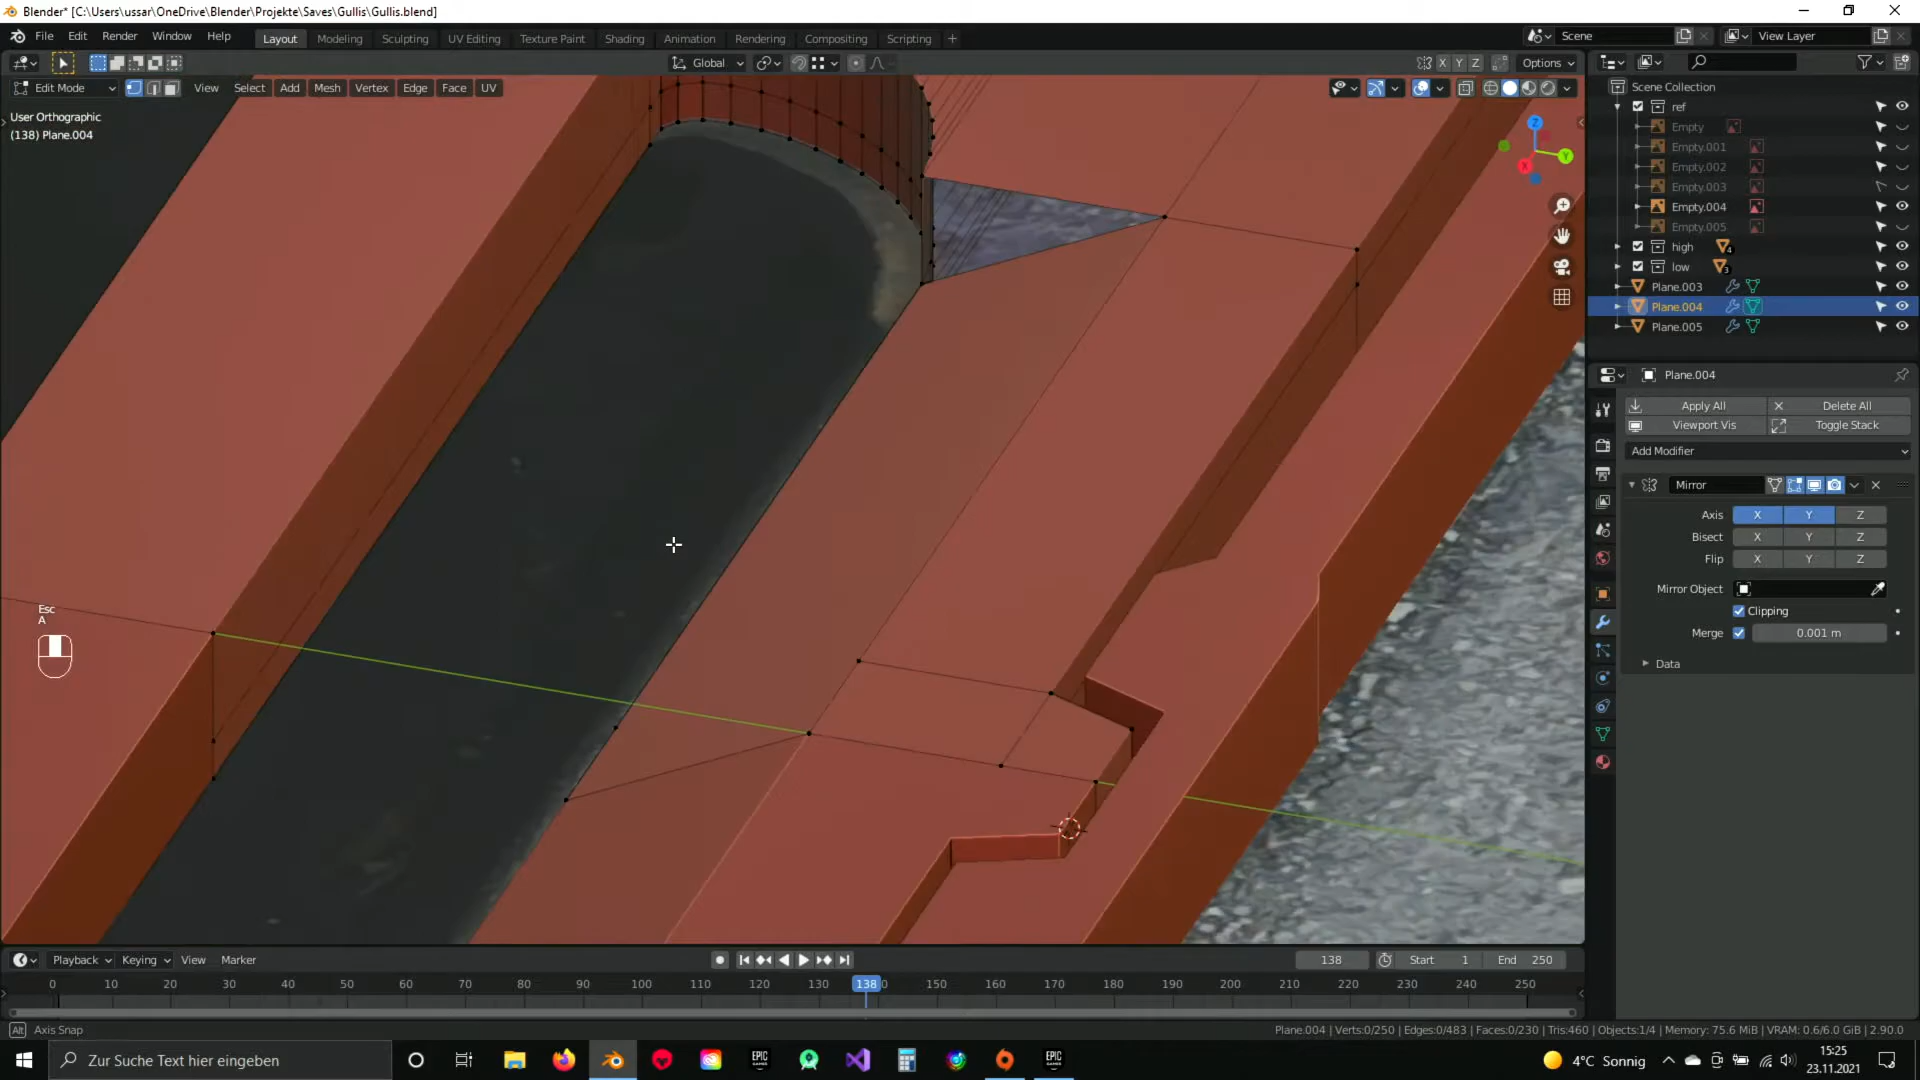 Blender* [C:\Users\ussar\OneDrive\Blender\Projekte\Saves\Gullis\Gullis.blend]
File Edit Render Window Help
Layout Modeling Sculpting UV Editing Texture Paint Shading Animation Rendering Compositing Scripting +
Scene View Layer
Global X Y Z Options
Edit Mode View Select Add Mesh Vertex Edge Face UV
User Orthographic
(138) Plane.004
Z
Y
X
Esc
A
Scene Collection
ref
Empty
Empty.001
Empty.002
Empty.003
Empty.004
Empty.005
high 4
low 3
Plane.003
Plane.004
Plane.005
Plane.004
Apply All Delete All
Viewport Vis Toggle Stack
Add Modifier
Mirror
Axis X Y Z
Bisect X Y Z
Flip X Y Z
Mirror Object
Clipping
Merge 0.001 m
Data
Playback Keying View Marker 138 Start 1 End 250
0 10 20 30 40 50 60 70 80 90 100 110 120 130 138 0 150 160 170 180 190 200 210 220 230 240 250
Alt Axis Snap
Plane.004 | Verts:0/250 | Edges:0/483 | Faces:0/230 | Tris:460 | Objects:1/4 | Memory: 75.6 MiB | VRAM: 0.6/6.0 GiB | 2.90.0
Zur Suche Text hier eingeben
EPIC GAMES
EPIC GAMES
4°C Sonnig
15:25
23.11.2021